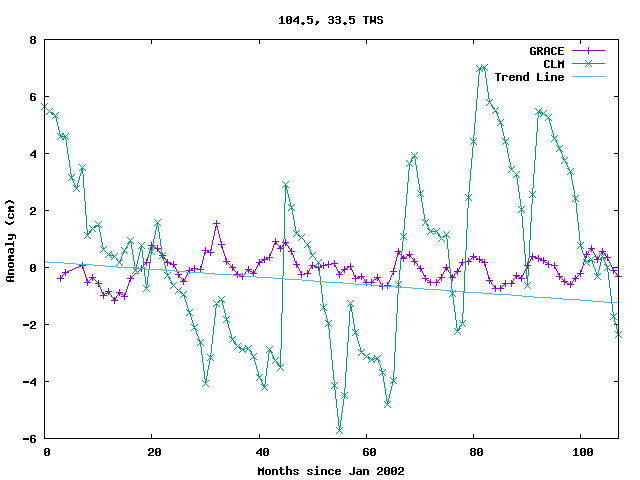 104.5, 33.5 TWS
GRACE
CLM
Trend Line
8
6
4
2
0
-2
-4
-6
Anomaly (cm)
0 20 40 60 80 100
Months since Jan 2002